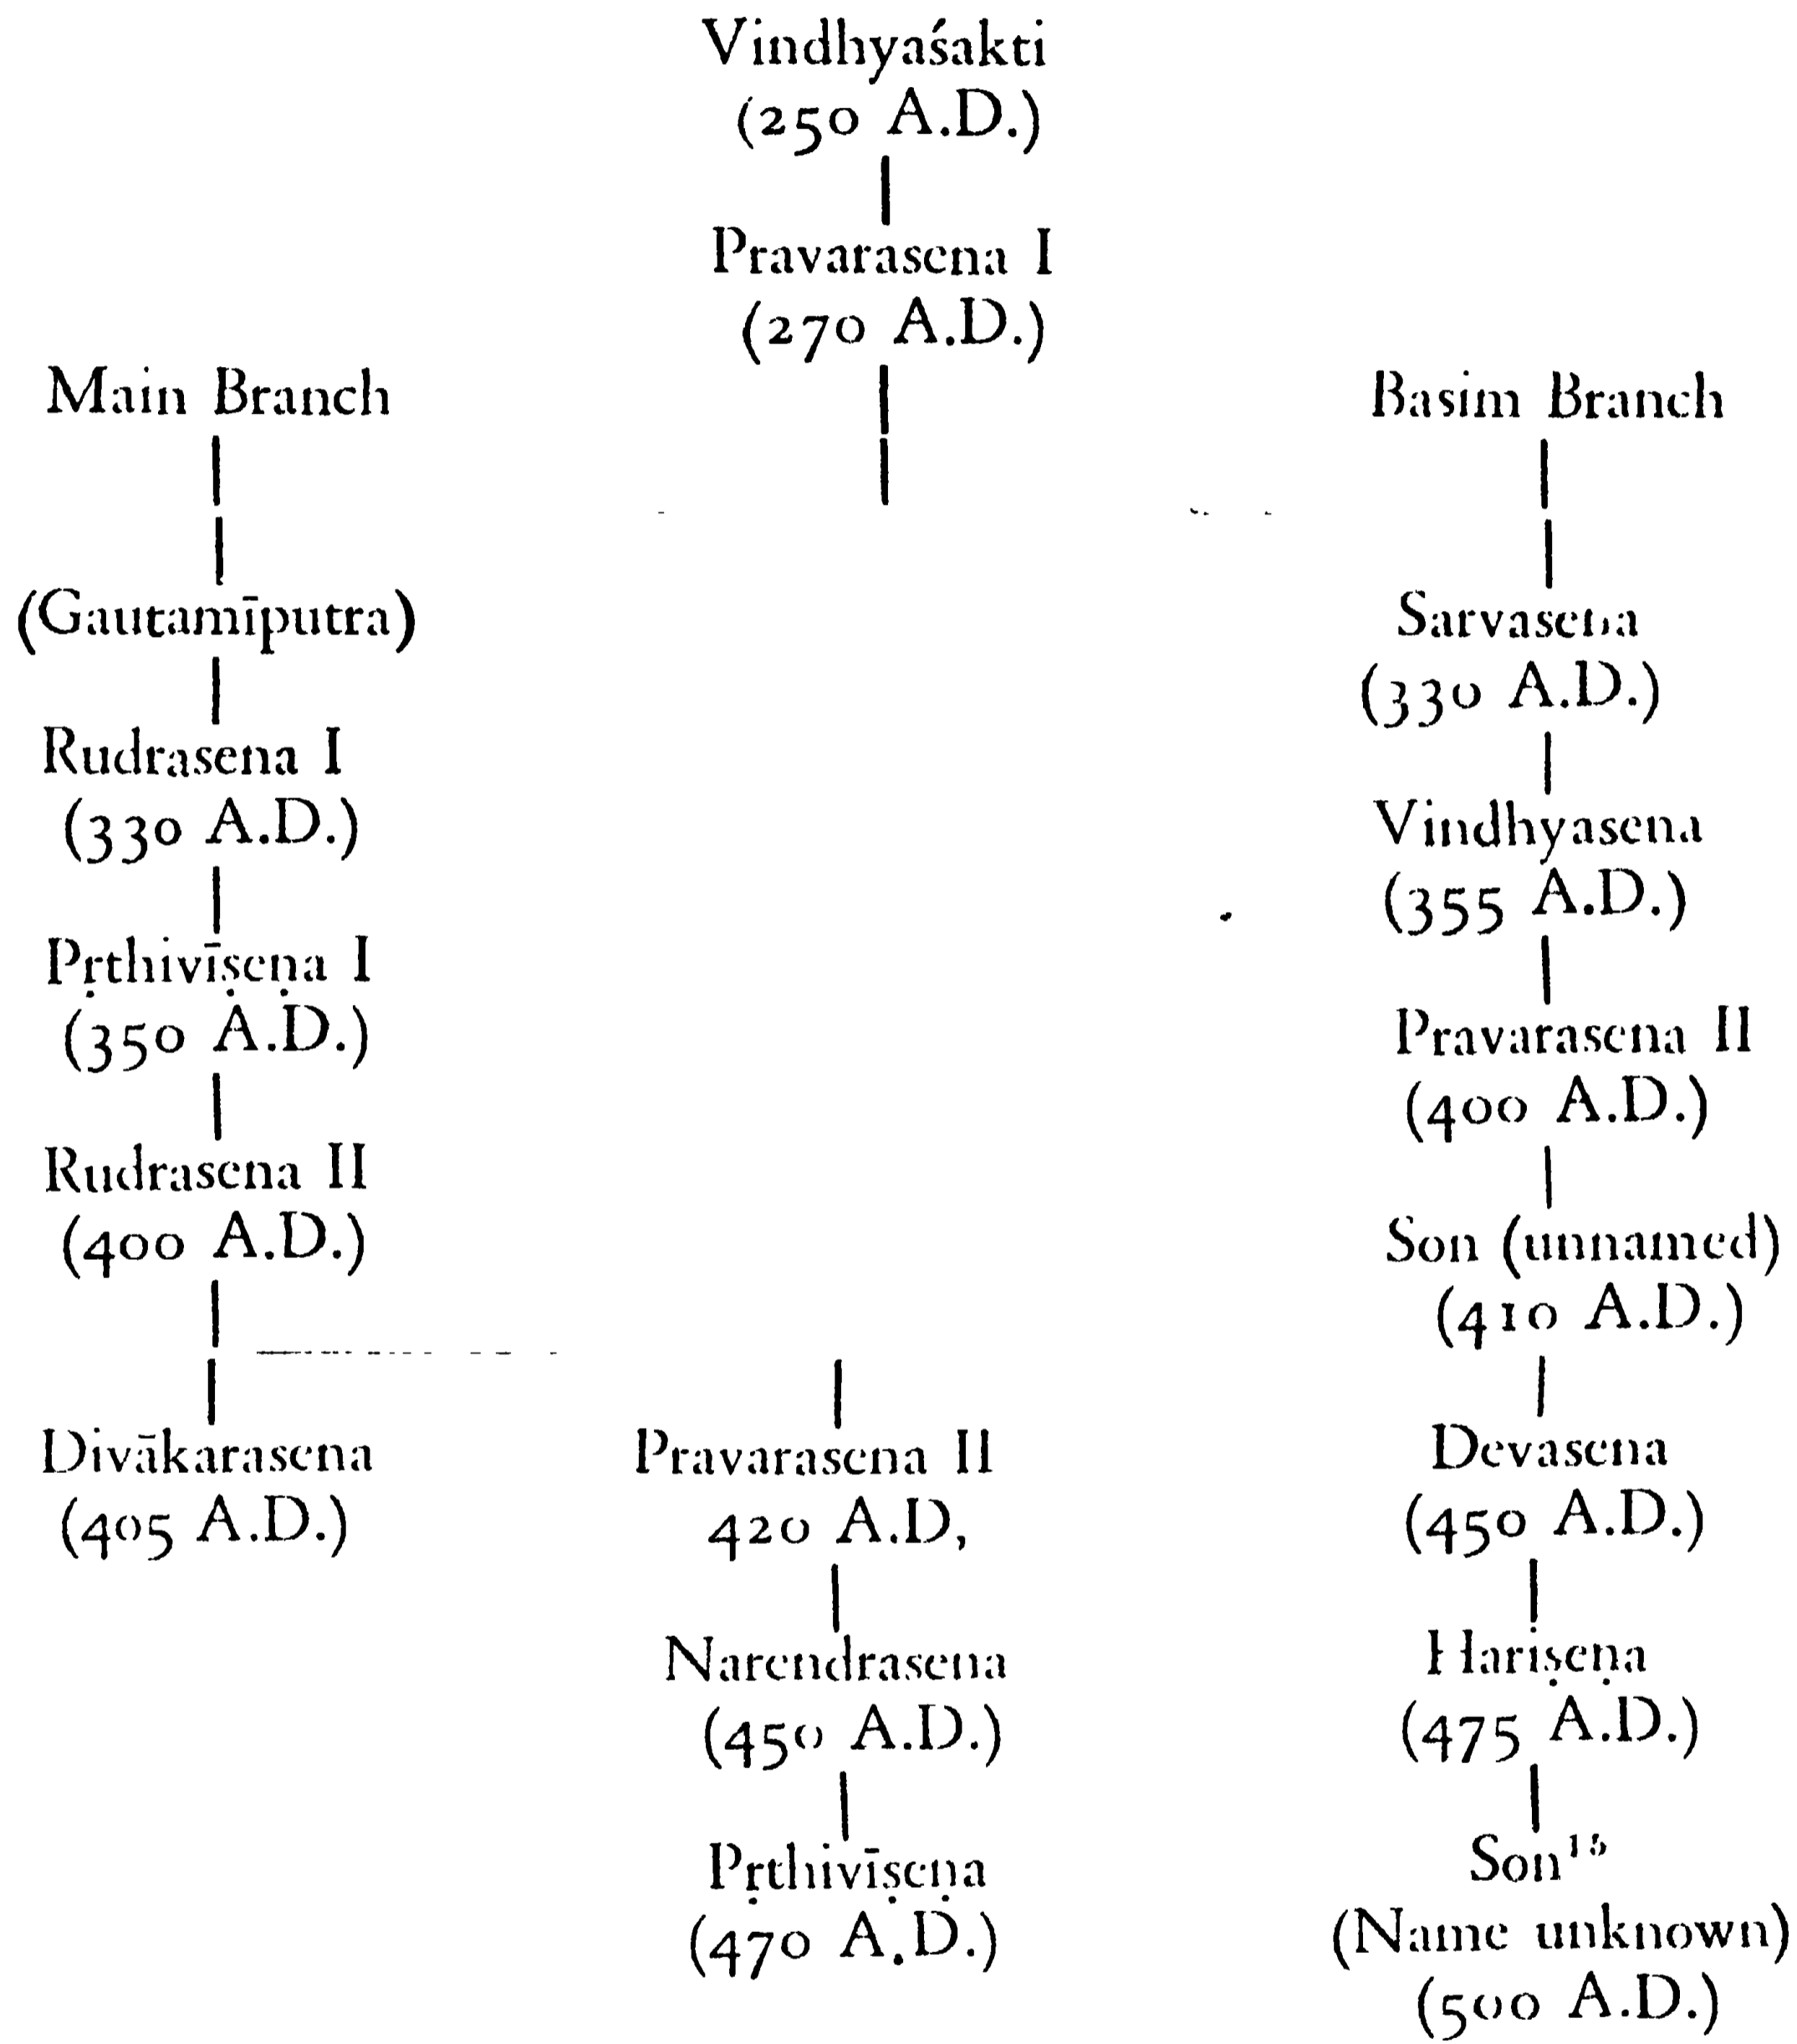 Vindhyaśakti
(250 A.D.)
Pravarasena I
(270 A.D.)
Main Branch
(Gautamīputra)
Rudrasena I
(330 A.D.)
Pṛthivīṣeṇa I
(350 A.D.)
Rudrasena II
(400 A.D.)
Divākarasena
(405 A.D.)
Pravarasena II
420 A.D,
Narendrasena
(450 A.D.)
Pṛthivīṣeṇa
(470 A.D.)
Basim Branch
Sarvasena
(330 A.D.)
Vindhyasena
(355 A.D.)
Pravarasena II
(400 A.D.)
Son (unnamed)
(410 A.D.)
Devasena
(450 A.D.)
Hariṣeṇa
(475 A.D.)
Son¹⁵
(Name unknown)
(500 A.D.)